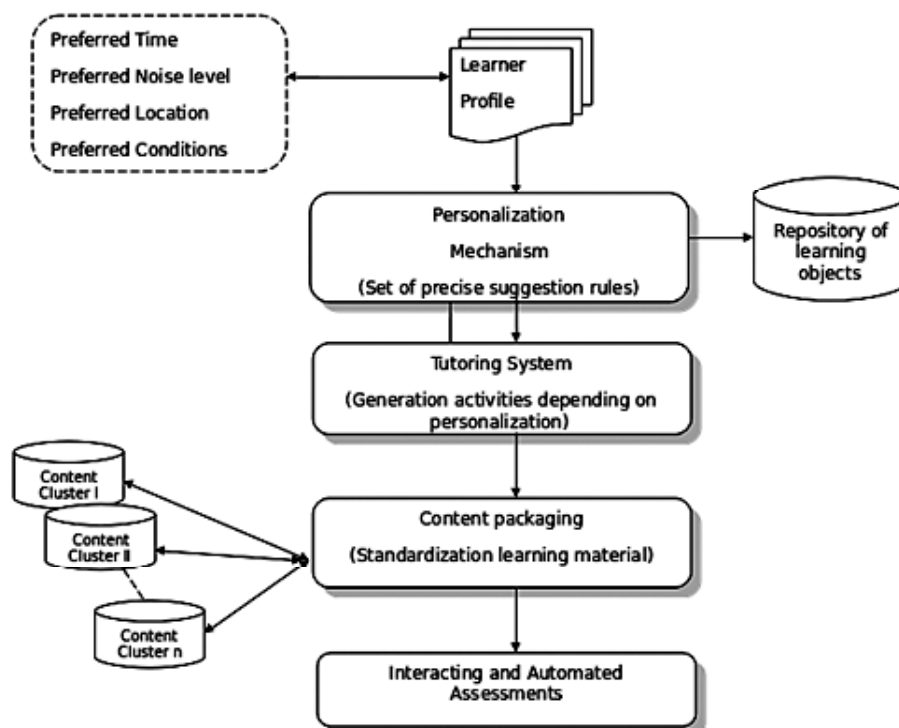 Preferred Time
Preferred Noise level
Preferred Location
Preferred Conditions
Learner
Profile
Personalization
Mechanism
(Set of precise suggestion rules)
Repository of
learning
objects
Tutoring System
(Generation activities depending on
personalization)
Content
Cluster I
Content
Cluster II
Content
Cluster n
Content packaging
(Standardization learning material)
Interacting and Automated
Assessments